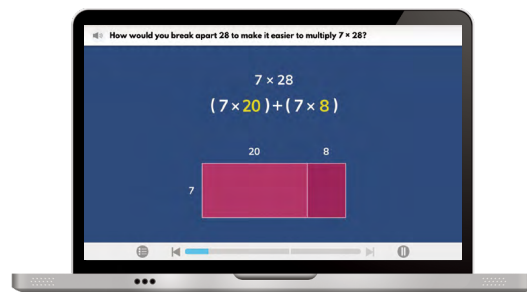 How would you break apart 28 to make it easier to multiply 7 × 28?
7 × 28
(7×20)+(7×8)
20 8
7